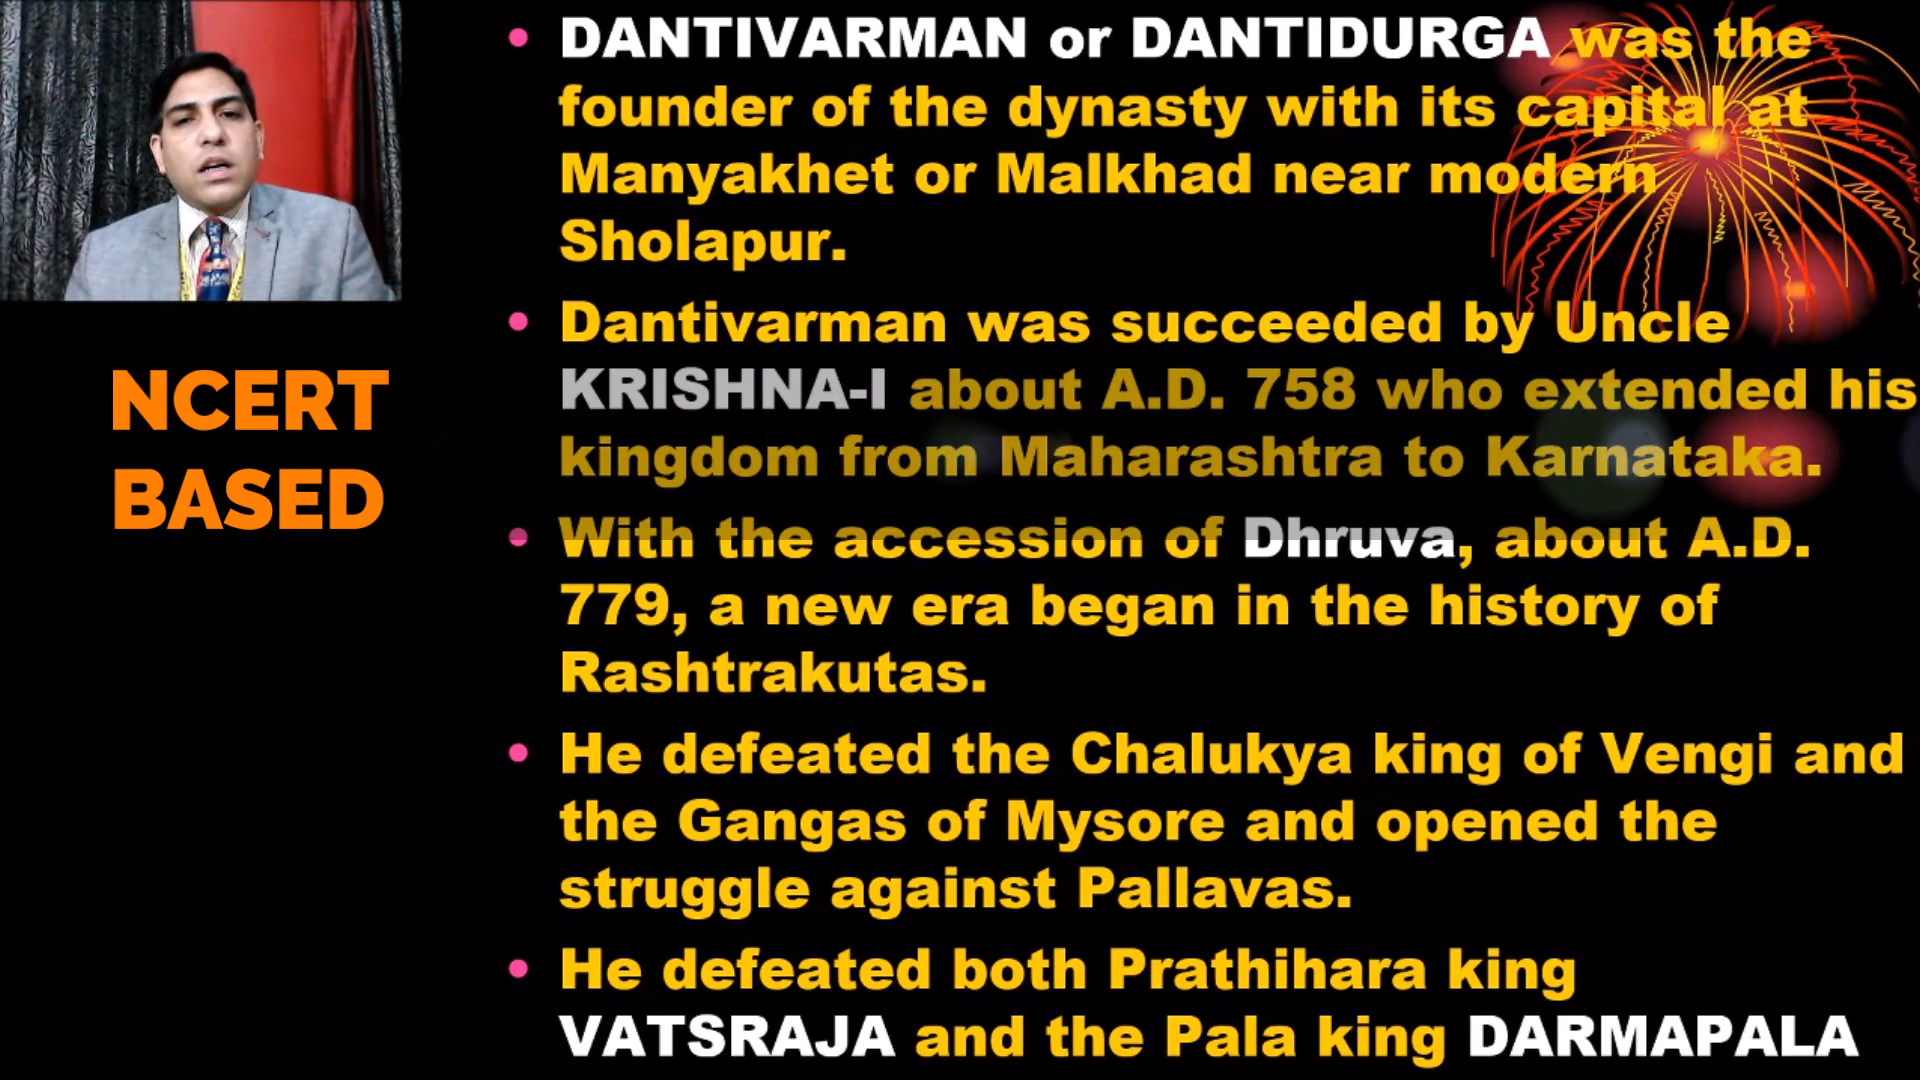 DANTIVARMAN or DANTIDURGA was the
founder of the dynasty with its capital at
Manyakhet or Malkhad near modern
Sholapur.
Dantivarman was succeeded by Uncle
KRISHNA-I about A.D. 758 who extended his
kingdom from Maharashtra to Karnataka.
With the accession of Dhruva, about A.D.
779, a new era began in the history of
Rashtrakutas.
He defeated the Chalukya king of Vengi and
the Gangas of Mysore and opened the
struggle against Pallavas.
He defeated both Prathihara king
VATSRAJA and the Pala king DARMAPALA
NCERT
BASED